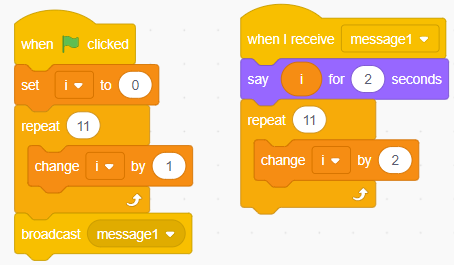 when clicked
set i to 0
repeat 11
change i by 1
broadcast message1
when I receive message1
say i for 2 seconds
repeat 11
change i by 2